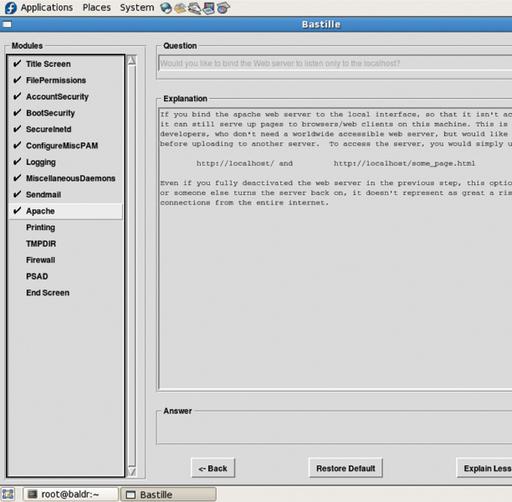 Applications Places System
Bastille
Modules
Title Screen
FilePermissions
AccountSecurity
BootSecurity
SecureInetd
ConfigureMiscPAM
Logging
MiscellaneousDaemons
Sendmail
Apache
Printing
TMPDIR
Firewall
PSAD
End Screen
Question
Would you like to bind the Web server to listen only to the localhost?
Explanation
If you bind the apache web server to the local interface, so that it isn't ac
it can still serve up pages to browsers/web clients on this machine. This is
developers, who don't need a worldwide accessible web server, but would like
before uploading to another server. To access the server, you would simply u
http://localhost/ and http://localhost/some_page.html
Even if you fully deactivated the web server in the previous step, this optio
or someone else turns the server back on, it doesn't represent as great a ris
connections from the entire internet.
Answer
<- Back
Restore Default
Explain Less
root@baldr:~
Bastille